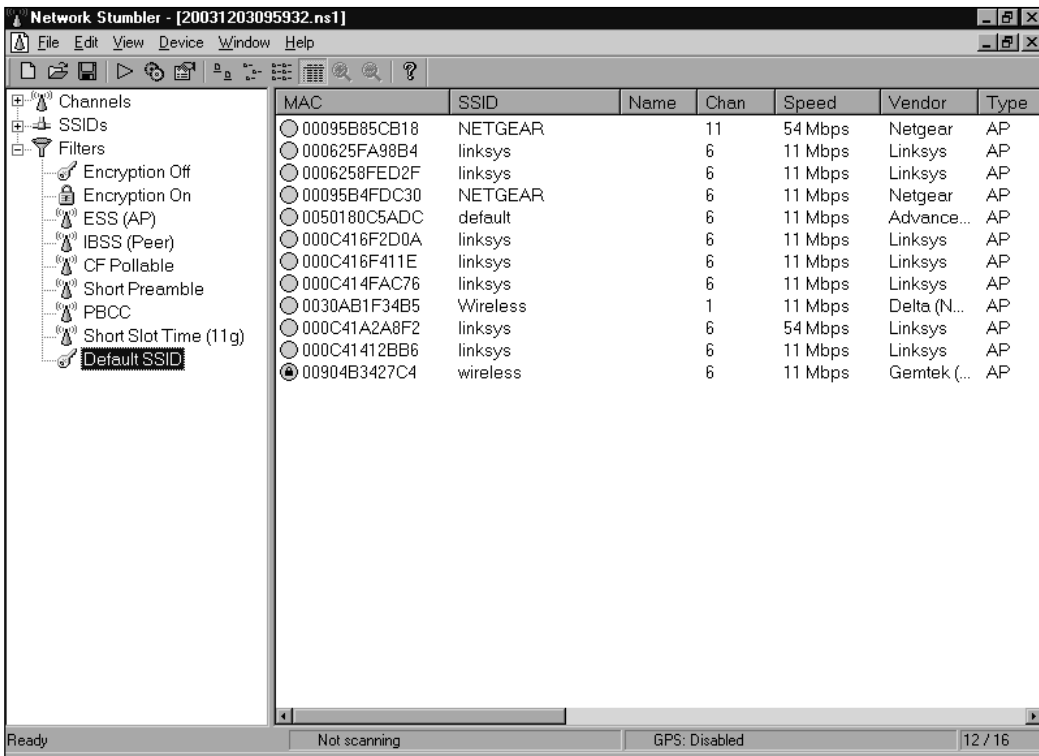 Network Stumbler - [20031203095932.ns1]
File Edit View Device Window Help
Channels
SSIDs
Filters
Encryption Off
Encryption On
ESS (AP)
IBSS (Peer)
CF Pollable
Short Preamble
PBCC
Short Slot Time (11g)
Default SSID
MAC SSID Name Chan Speed Vendor Type
00095B85CB18 NETGEAR 11 54 Mbps Netgear AP
000625FA98B4 linksys 6 11 Mbps Linksys AP
0006258FED2F linksys 6 11 Mbps Linksys AP
00095B4FDC30 NETGEAR 6 11 Mbps Netgear AP
0050180C5ADC default 6 11 Mbps Advance... AP
000C416F2D0A linksys 6 11 Mbps Linksys AP
000C416F411E linksys 6 11 Mbps Linksys AP
000C414FAC76 linksys 6 11 Mbps Linksys AP
0030AB1F34B5 Wireless 1 11 Mbps Delta (N... AP
000C41A2A8F2 linksys 6 54 Mbps Linksys AP
000C41412BB6 linksys 6 11 Mbps Linksys AP
00904B3427C4 wireless 6 11 Mbps Gemtek (... AP
Ready Not scanning GPS: Disabled 12 / 16